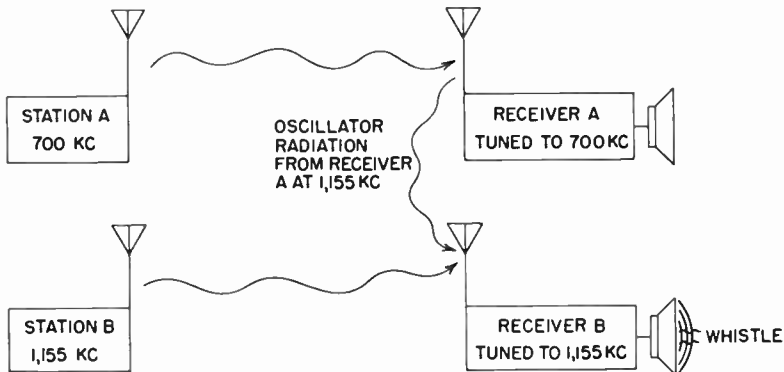 STATION A
700 KC
RECEIVER A
TUNED TO 700KC
OSCILLATOR
RADIATION
FROM RECEIVER
A AT 1,155 KC
STATION B
1,155 KC
RECEIVER B
TUNED TO 1,155KC
WHISTLE